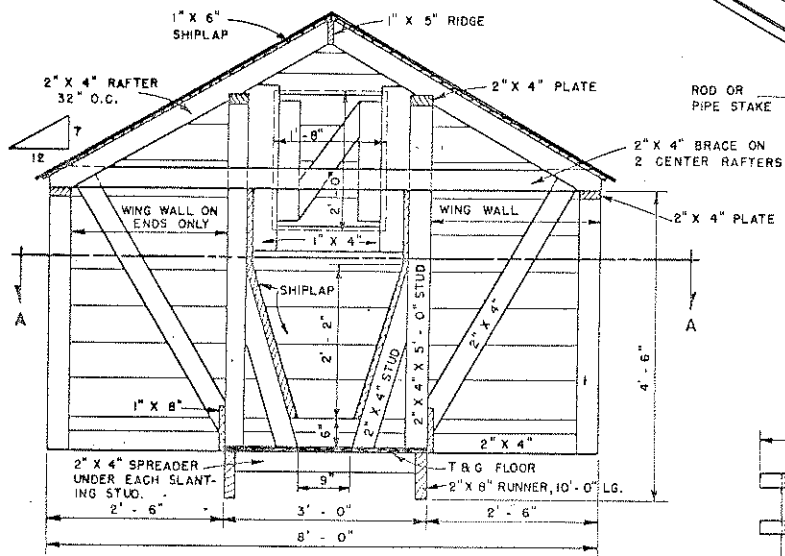 1" X 6"
SHIPLAP
1" X 5" RIDGE
2" X 4" RAFTER
32" O.C.
2" X 4" PLATE
ROD OR
PIPE STAKE
7
12
1' - 8"
2' - 0"
2" X 4" BRACE ON
2 CENTER RAFTERS
WING WALL ON
ENDS ONLY
WING WALL
2" X 4" PLATE
1" X 4"
SHIPLAP
A
A
2' - 2"
2" X 4" STUD
2" X 4" X 5' - 0" STUD
2" X 4"
4' - 6"
1" X 8"
6"
2" X 4"
2" X 4" SPREADER
UNDER EACH SLANT-
ING STUD.
9"
T & G FLOOR
2" X 8" RUNNER, 10'-0" LG.
2' - 6"
3' - 0"
2' - 6"
8' - 0"